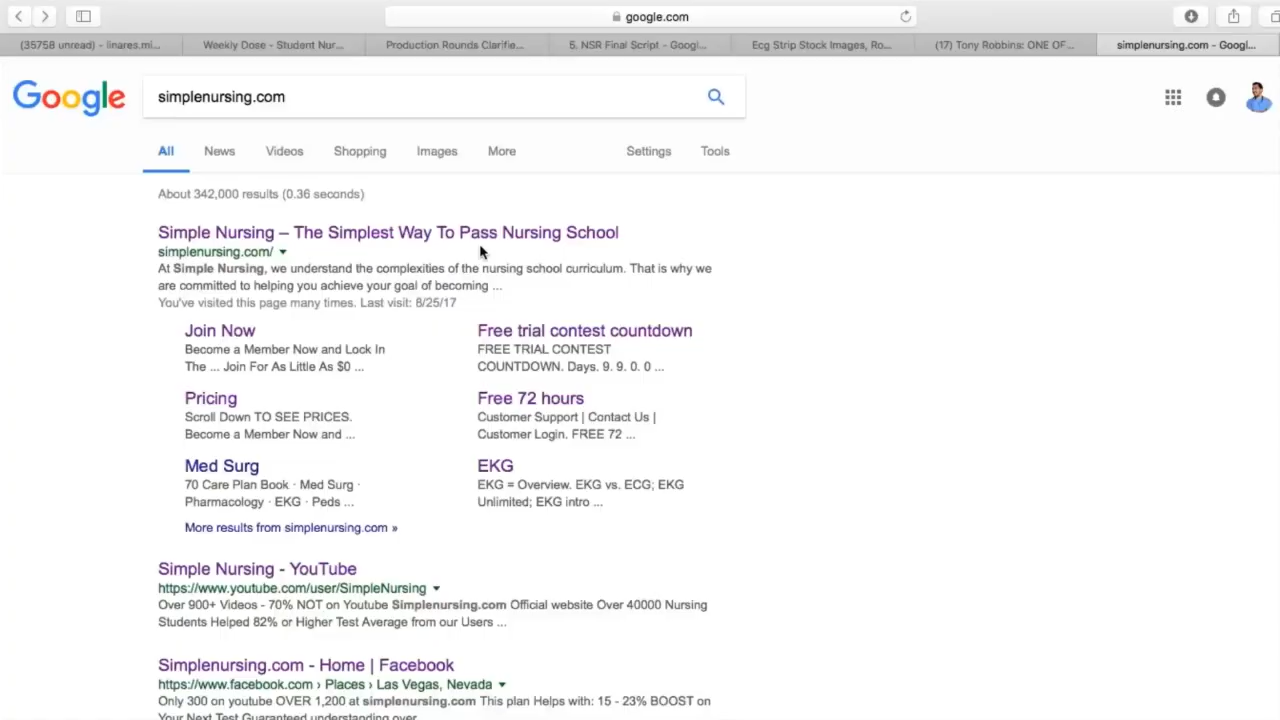 google.com
(35758 unread) - linares.mi...
Weekly Dose - Student Nur...
Production Rounds Clarifie...
5. NSR Final Script - Googl...
Ecg Strip Stock Images, Ro...
(17) Tony Robbins: ONE OF...
simplenursing.com - Googl...
Google
simplenursing.com
All
News
Videos
Shopping
Images
More
Settings
Tools
About 342,000 results (0.36 seconds)
Simple Nursing – The Simplest Way To Pass Nursing School
simplenursing.com/
At Simple Nursing, we understand the complexities of the nursing school curriculum. That is why we
are committed to helping you achieve your goal of becoming ...
You've visited this page many times. Last visit: 8/25/17
Join Now
Become a Member Now and Lock In
The ... Join For As Little As $0 ...
Free trial contest countdown
FREE TRIAL CONTEST
COUNTDOWN. Days. 9. 9. 0. 0 ...
Pricing
Scroll Down TO SEE PRICES.
Become a Member Now and ...
Free 72 hours
Customer Support | Contact Us |
Customer Login. FREE 72 ...
Med Surg
70 Care Plan Book · Med Surg ·
Pharmacology · EKG · Peds ...
EKG
EKG = Overview. EKG vs. ECG; EKG
Unlimited; EKG intro ...
More results from simplenursing.com »
Simple Nursing - YouTube
https://www.youtube.com/user/SimpleNursing
Over 900+ Videos - 70% NOT on Youtube Simplenursing.com Official website Over 40000 Nursing
Students Helped 82% or Higher Test Average from our Users ...
Simplenursing.com - Home | Facebook
https://www.facebook.com › Places › Las Vegas, Nevada
Only 300 on youtube OVER 1,200 at simplenursing.com This plan Helps with: 15 - 23% BOOST on
Your Next Test Guaranteed understanding over